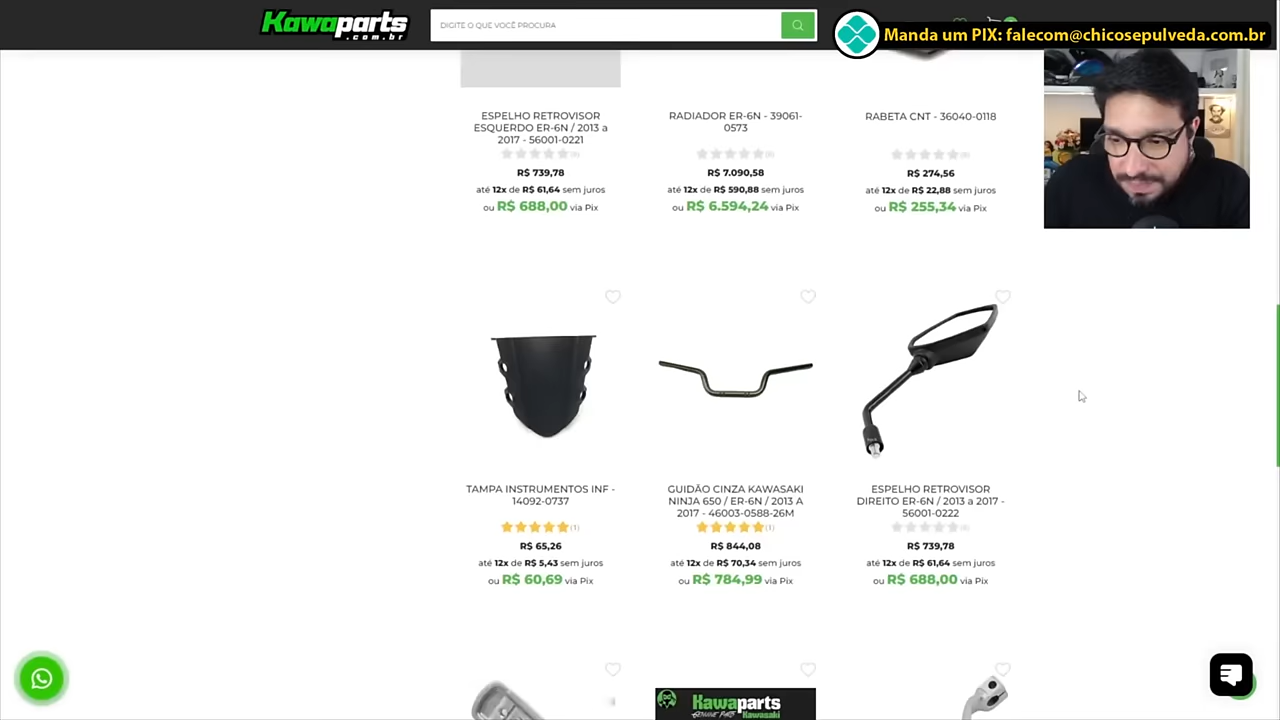 Kawaparts
.com.br
DIGITE O QUE VOCÊ PROCURA
Manda um PIX: falecom@chicosepulveda.com.br
ESPELHO RETROVISOR
ESQUERDO ER-6N / 2013 a
2017 - 56001-0221
R$ 739,78
até 12x de R$ 61,64 sem juros
ou R$ 688,00 via Pix
RADIADOR ER-6N - 39061-
0573
R$ 7.090,58
até 12x de R$ 590,88 sem juros
ou R$ 6.594,24 via Pix
RABETA CNT - 36040-0118
R$ 274,56
até 12x de R$ 22,88 sem juros
ou R$ 255,34 via Pix
TAMPA INSTRUMENTOS INF -
14092-0737
(1)
R$ 65,26
até 12x de R$ 5,43 sem juros
ou R$ 60,69 via Pix
GUIDÃO CINZA KAWASAKI
NINJA 650 / ER-6N / 2013 A
2017 - 46003-0588-26M
(1)
R$ 844,08
até 12x de R$ 70,34 sem juros
ou R$ 784,99 via Pix
ESPELHO RETROVISOR
DIREITO ER-6N / 2013 a 2017 -
56001-0222
R$ 739,78
até 12x de R$ 61,64 sem juros
ou R$ 688,00 via Pix
Kawaparts
GENUINE PARTS Kawasaki